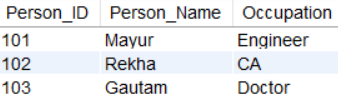 Person_ID Person_Name Occupation
101 Mayur Engineer
102 Rekha CA
103 Gautam Doctor